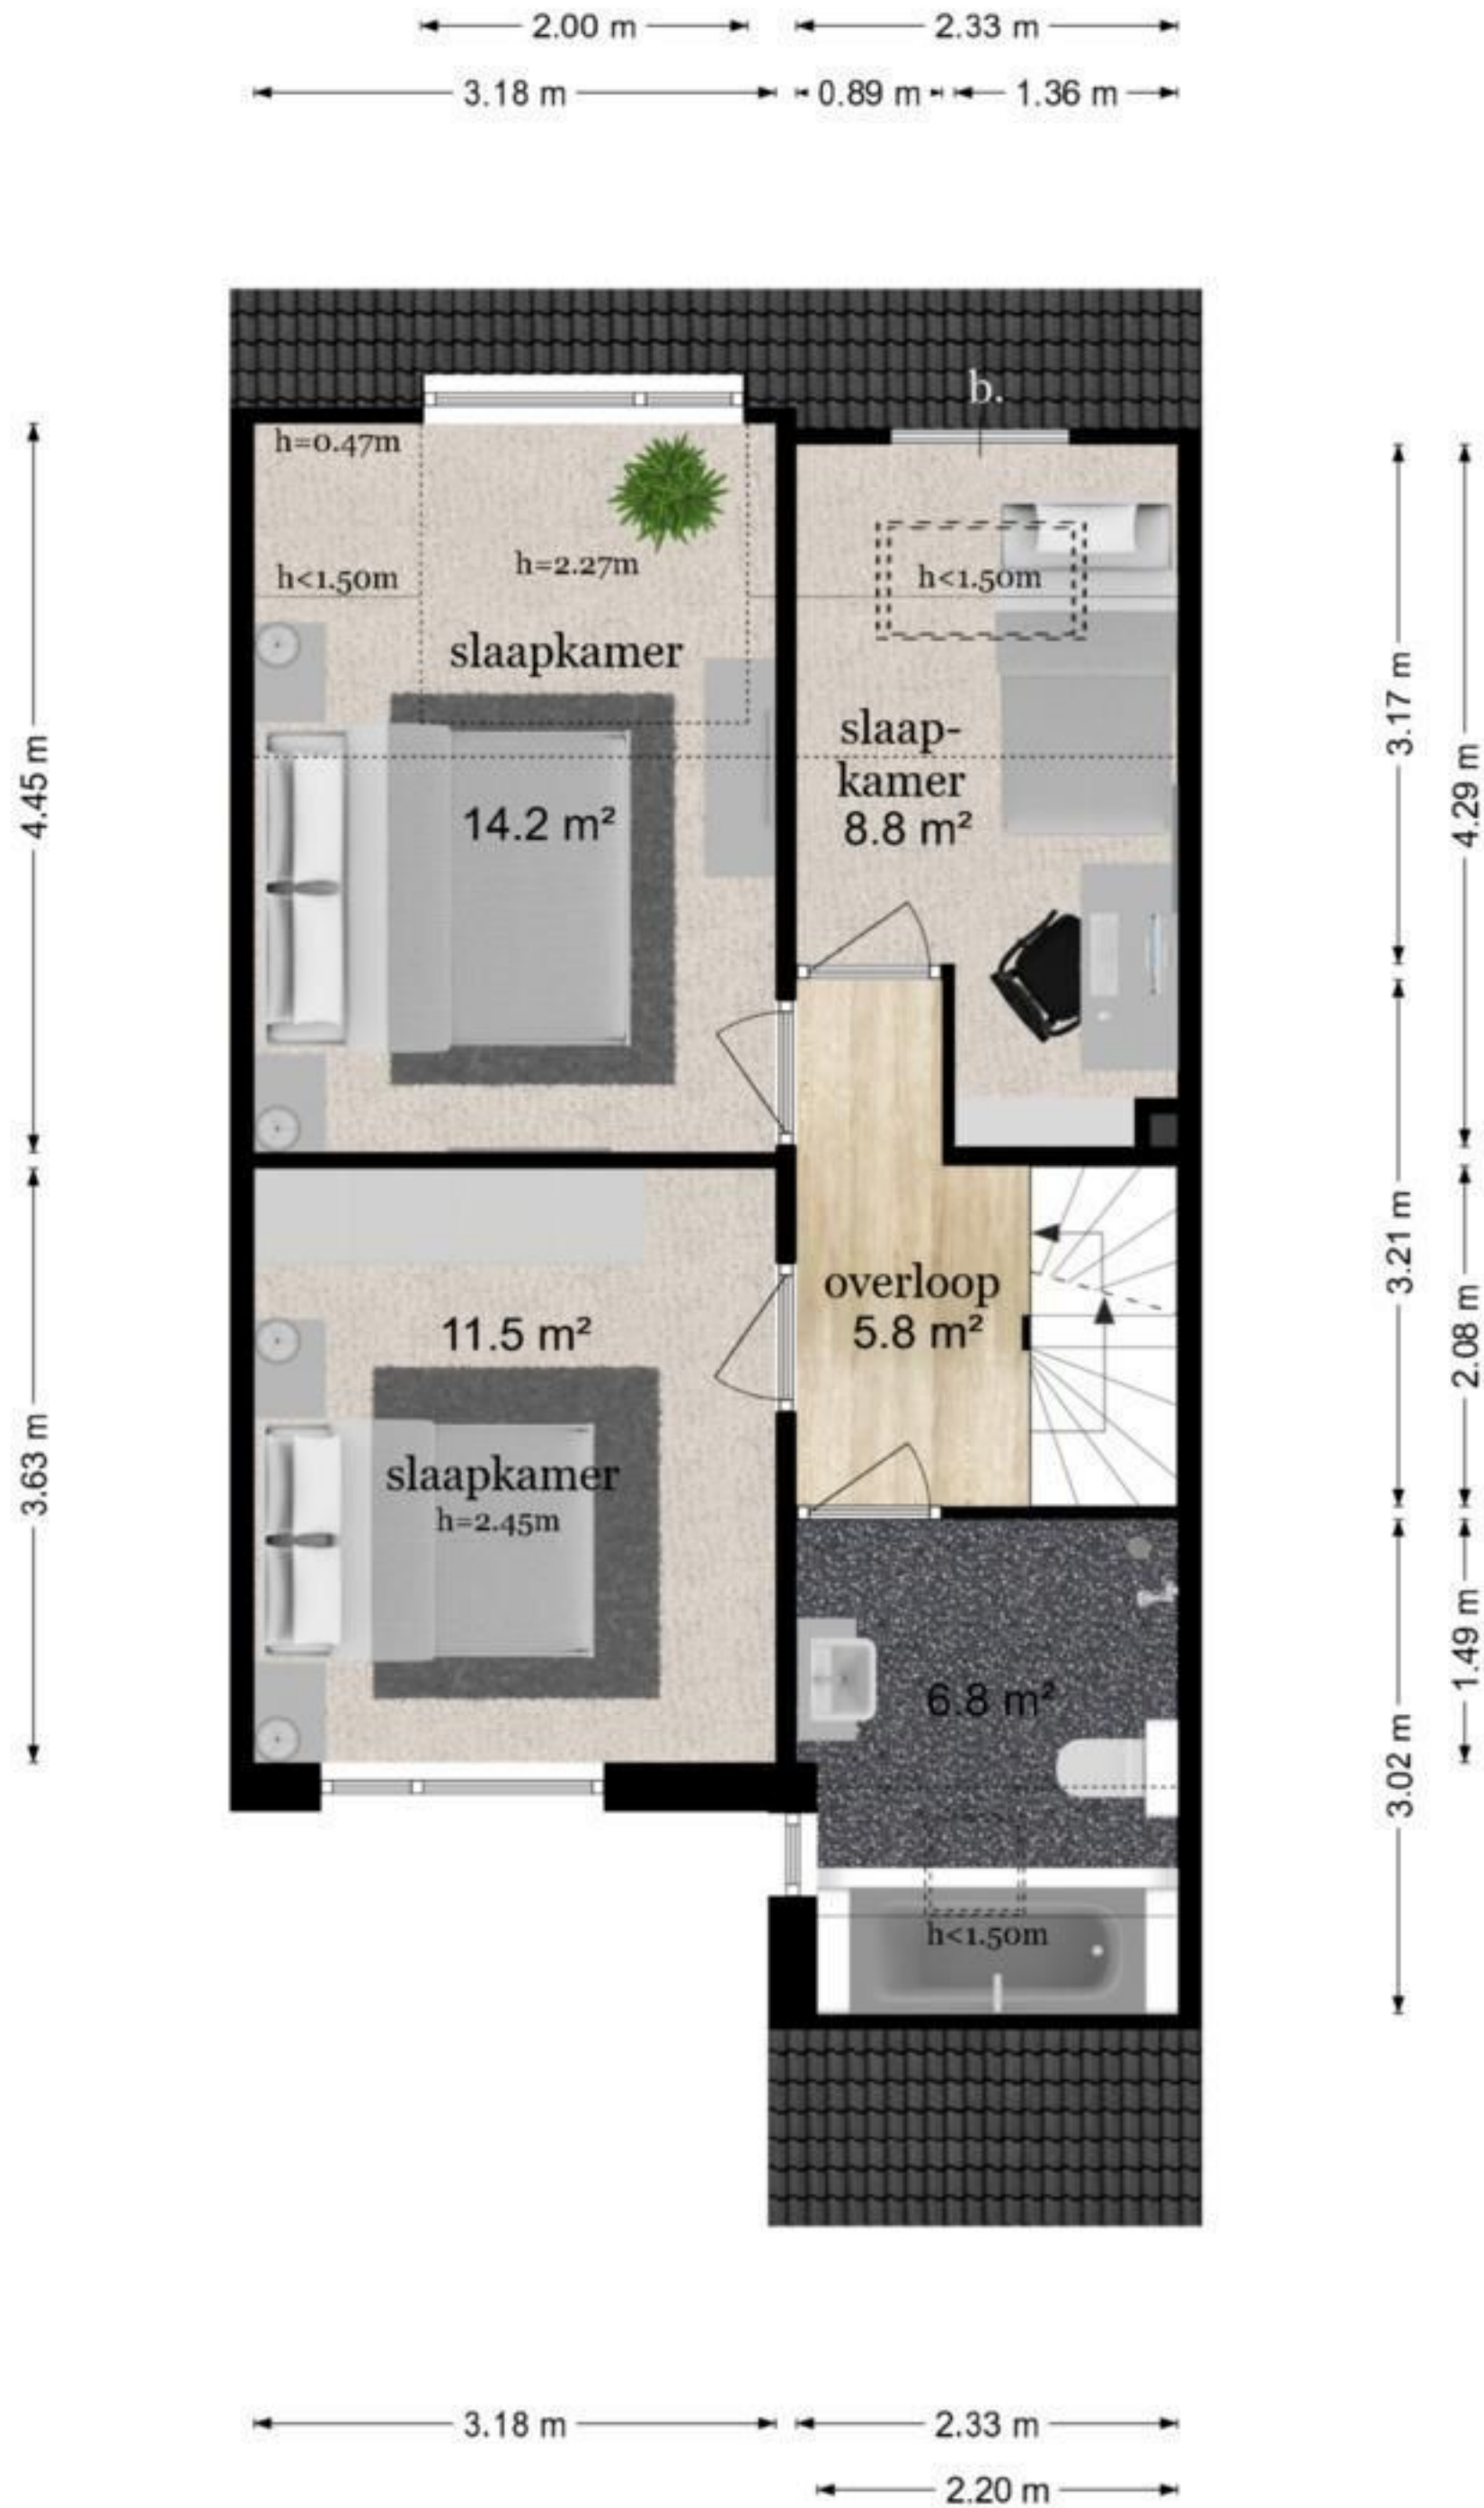 2.00 m
2.33 m
3.18 m
0.89 m
1.36 m
b.
h=0.47m
h<1.50m
h=2.27m
h<1.50m
slaapkamer
14.2 m²
slaap-
kamer
8.8 m²
4.45 m
3.17 m
4.29 m
overloop
5.8 m²
11.5 m²
slaapkamer
h=2.45m
3.63 m
3.21 m
2.08 m
6.8 m²
1.49 m
3.02 m
h<1.50m
3.18 m
2.33 m
2.20 m